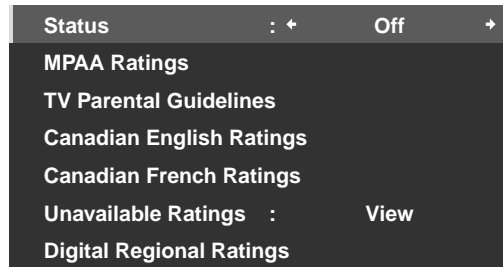 Status : Off
MPAA Ratings
TV Parental Guidelines
Canadian English Ratings
Canadian French Ratings
Unavailable Ratings : View
Digital Regional Ratings